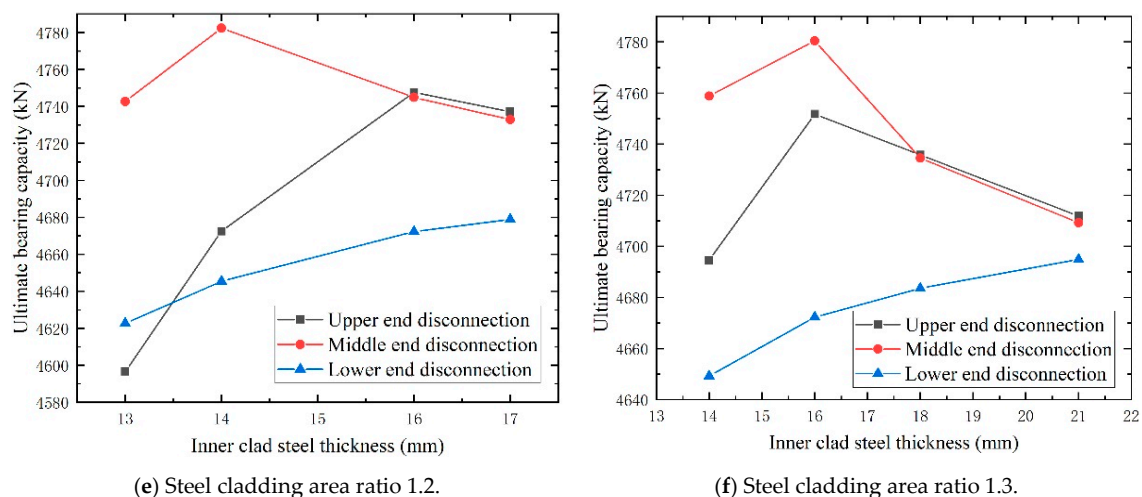 4780
4760
4740
4720
4700
4680
4660
4640
4620
4600
4580
Ultimate bearing capacity (kN)
Upper end disconnection
Middle end disconnection
Lower end disconnection
13 14 15 16 17
Inner clad steel thickness (mm)
(e) Steel cladding area ratio 1.2.
4780
4760
4740
4720
4700
4680
4660
4640
Ultimate bearing capacity (kN)
Upper end disconnection
Middle end disconnection
Lower end disconnection
13 14 15 16 17 18 19 20 21 22
Inner clad steel thickness (mm)
(f) Steel cladding area ratio 1.3.